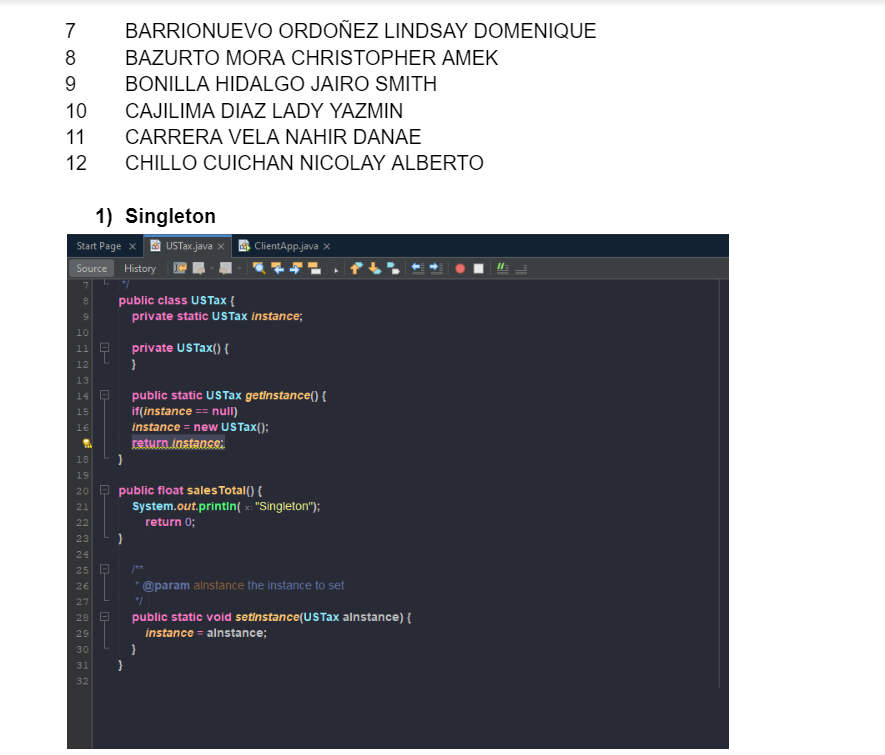 7 BARRIONUEVO ORDOÑEZ LINDSAY DOMENIQUE
8 BAZURTO MORA CHRISTOPHER AMEK
9 BONILLA HIDALGO JAIRO SMITH
10 CAJILIMA DIAZ LADY YAZMIN
11 CARRERA VELA NAHIR DANAE
12 CHILLO CUICHAN NICOLAY ALBERTO
1) Singleton
Start Page × USTax.java × ClientApp.java ×
Source History
7 */
8 public class USTax {
9 private static USTax instance;
10
11 private USTax() {
12 }
13
14 public static USTax getInstance() {
15 if(instance == null)
16 instance = new USTax();
return instance;
18 }
19
20 public float salesTotal() {
21 System.out.println( x: "Singleton");
22 return 0;
23 }
24
25 /**
26 * @param aInstance the instance to set
27 */
28 public static void setInstance(USTax aInstance) {
29 instance = aInstance;
30 }
31 }
32